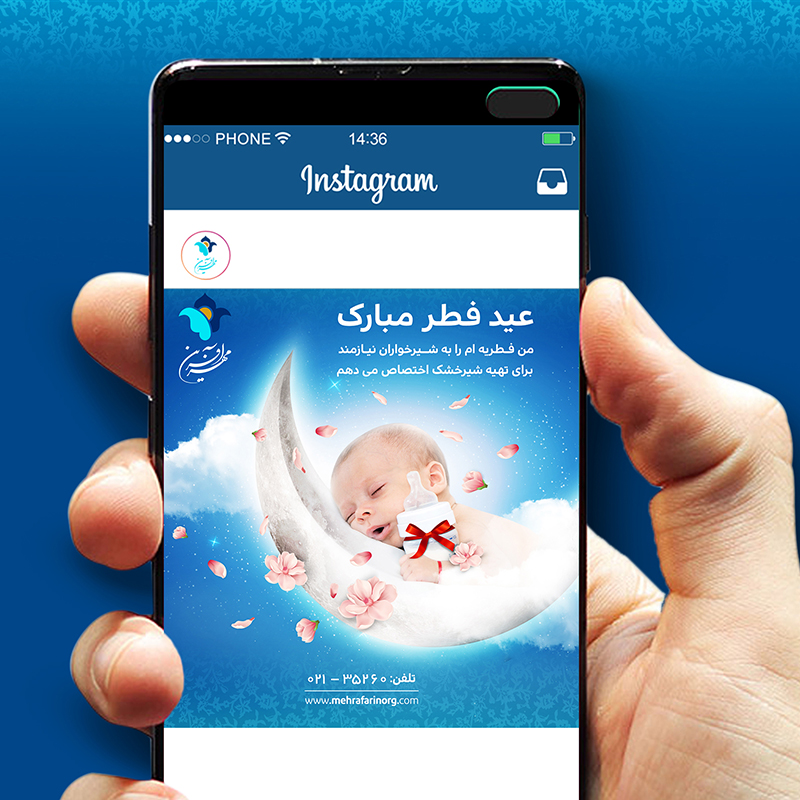 PHONE 14:36
Instagram
مهرآفرین
مهرآفرین
عید فطر مبارک
من فطریه ام را به شیرخواران نیازمند
برای تهیه شیرخشک اختصاص می دهم
تلفن: ۳۵۲۶۰ – ۰۲۱
www.mehrafarinorg.com